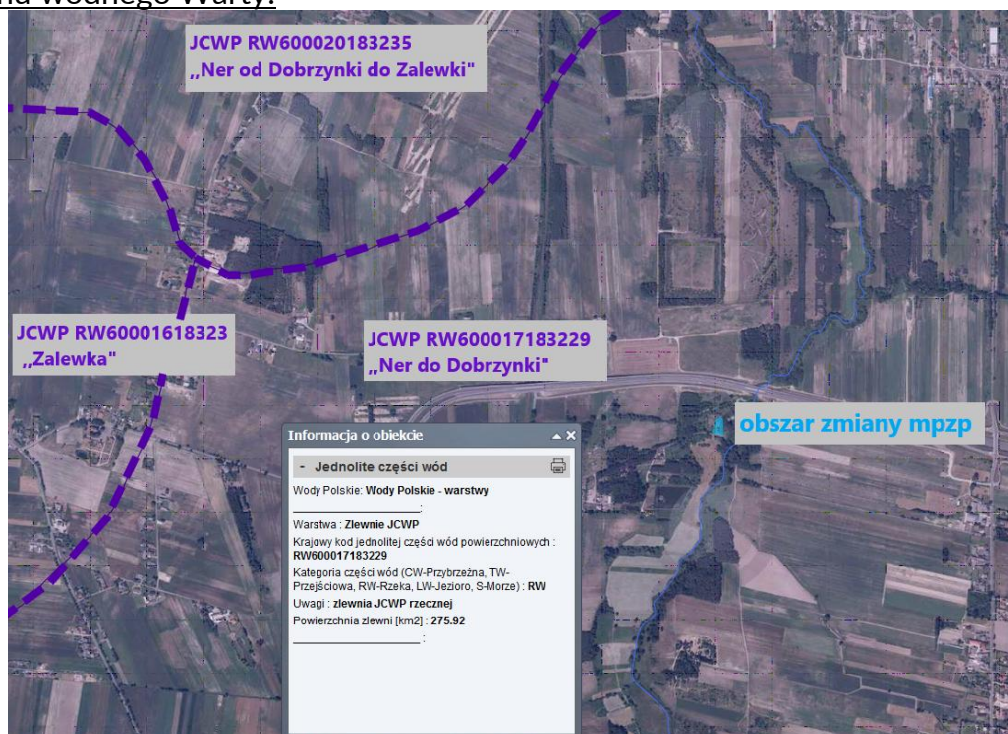 na wodnego Warty.
JCWP RW600020183235
,,Ner od Dobrzynki do Zalewki"
JCWP RW60001618323
,,Zalewka"
JCWP RW600017183229
„Ner do Dobrzynki"
obszar zmiany mpzp
Informacja o obiekcie
- Jednolite części wód
Wody Polskie: Wody Polskie - warstwy
:
Warstwa : Zlewnie JCWP
Krajowy kod jednolitej części wód powierzchniowych :
RW600017183229
Kategoria części wód (CW-Przybrzeżna, TW-
Przejściowa, RW-Rzeka, LW-Jezioro, S-Morze) : RW
Uwagi : zlewnia JCWP rzecznej
Powierzchnia zlewni [km2] : 275.92
: